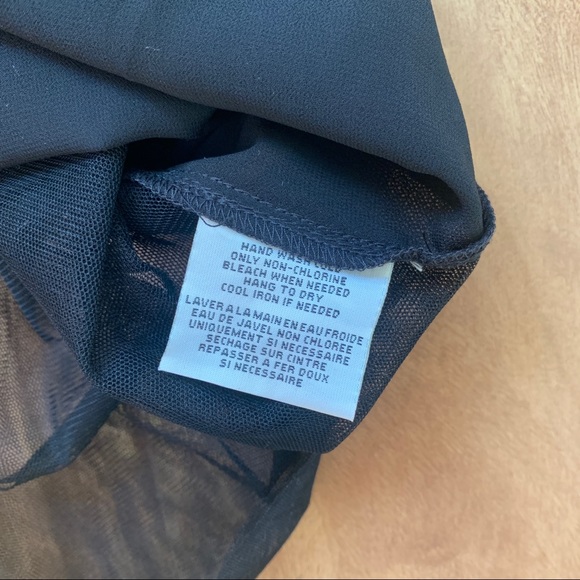 HAND WASH COLD
ONLY NON-CHLORINE
BLEACH WHEN NEEDED
HANG TO DRY
COOL IRON IF NEEDED
LAVER A LA MAIN EN EAU FROIDE
EAU DE JAVEL NON CHLOREE
UNIQUEMENT SI NECESSAIRE
SECHAGE SUR CINTRE
REPASSER A FER DOUX
SI NECESSAIRE